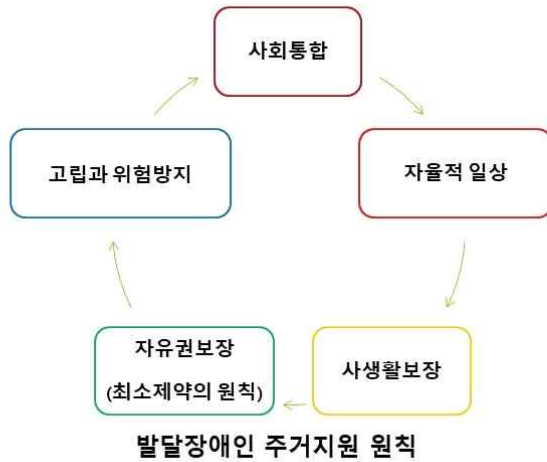 사회통합
고립과 위험방지
자율적 일상
자유권보장
(최소제약의 원칙)
사생활보장
발달장애인 주거지원 원칙